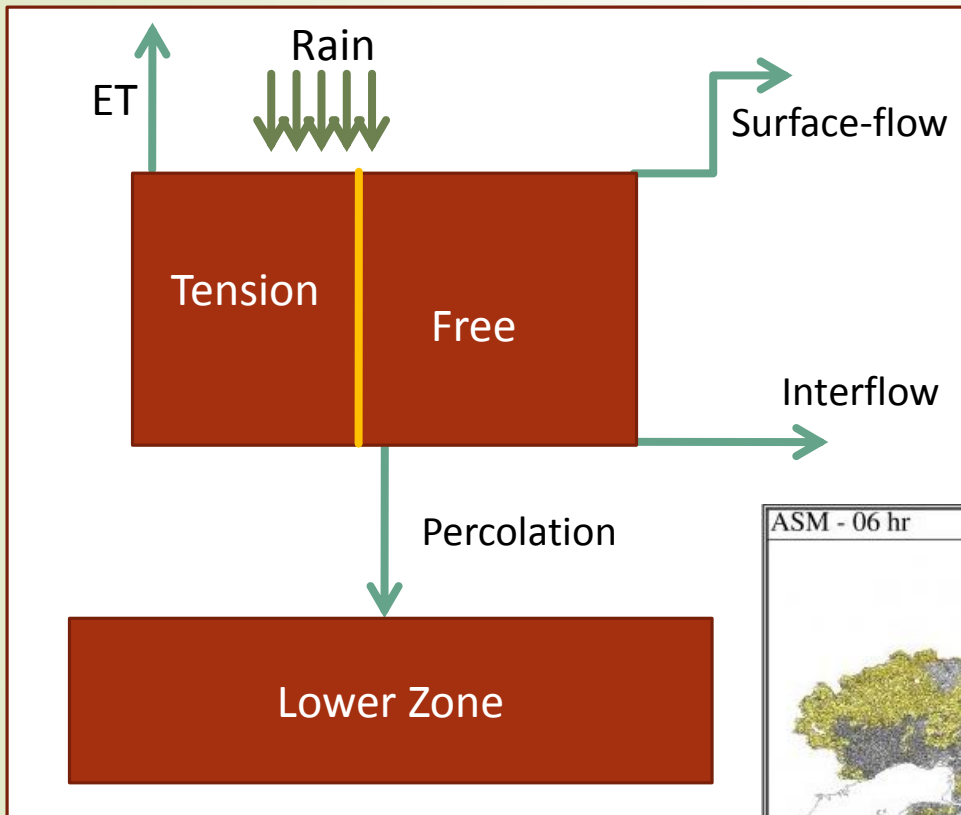 Rain
ET
Surface-flow
Tension
Free
Interflow
Percolation
ASM - 06 hr
Lower Zone